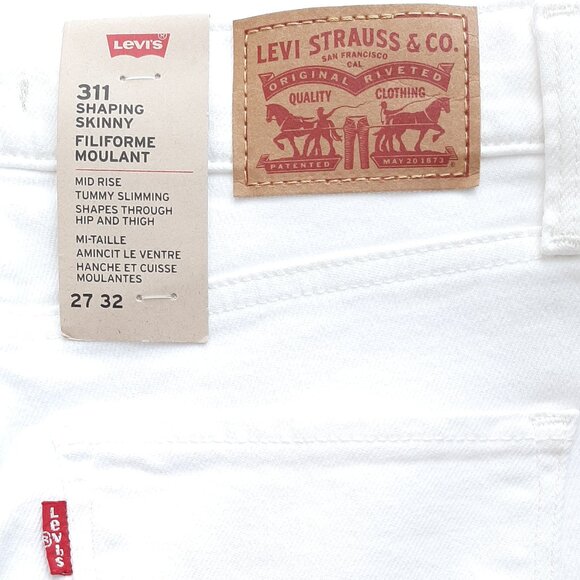 LEVI'S
311
SHAPING
SKINNY
FILIFORME
MOULANT
MID RISE
TUMMY SLIMMING
SHAPES THROUGH
HIP AND THIGH
MI-TAILLE
AMINCIT LE VENTRE
HANCHE ET CUISSE
MOULANTES
27 32
LEVI STRAUSS & CO.
SAN FRANCISCO
CAL
ORIGINAL RIVETED
QUALITY CLOTHING
PATENTED MAY 20 1873
Levi's